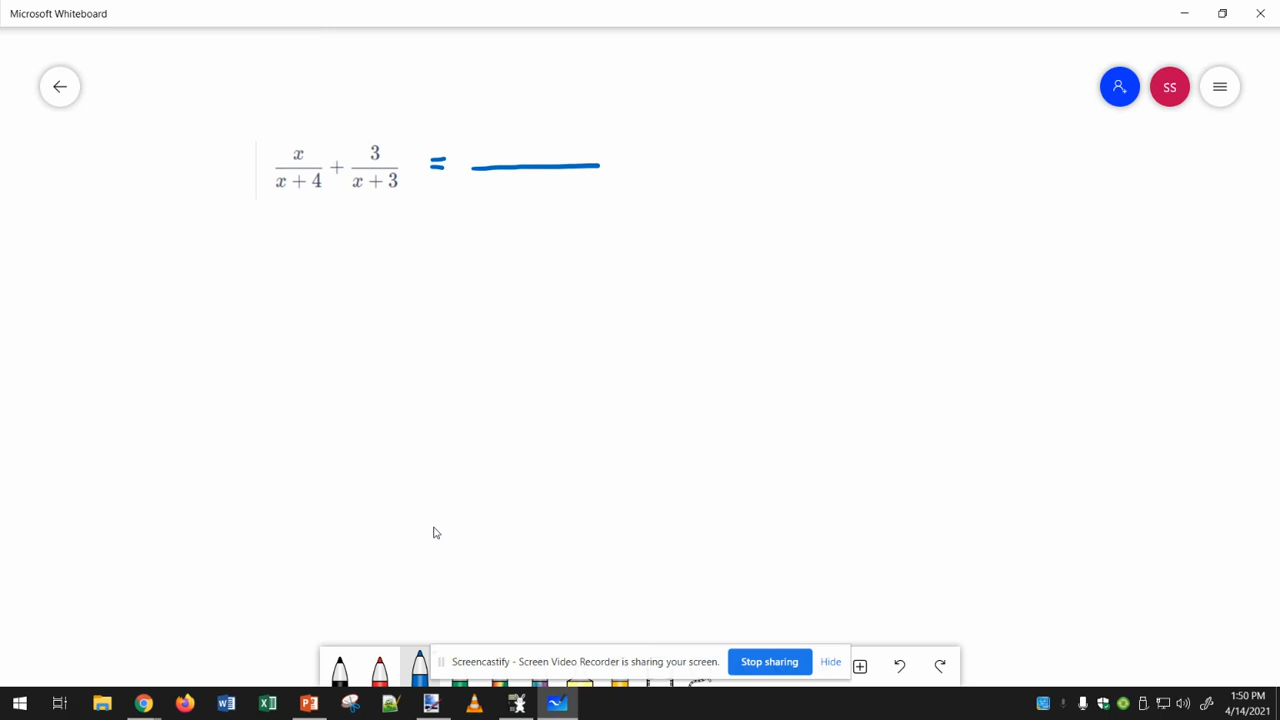 Microsoft Whiteboard
SS
x/(x + 4) + 3/(x + 3) = ____
Screencastify - Screen Video Recorder is sharing your screen. Stop sharing Hide
1:50 PM
4/14/2021